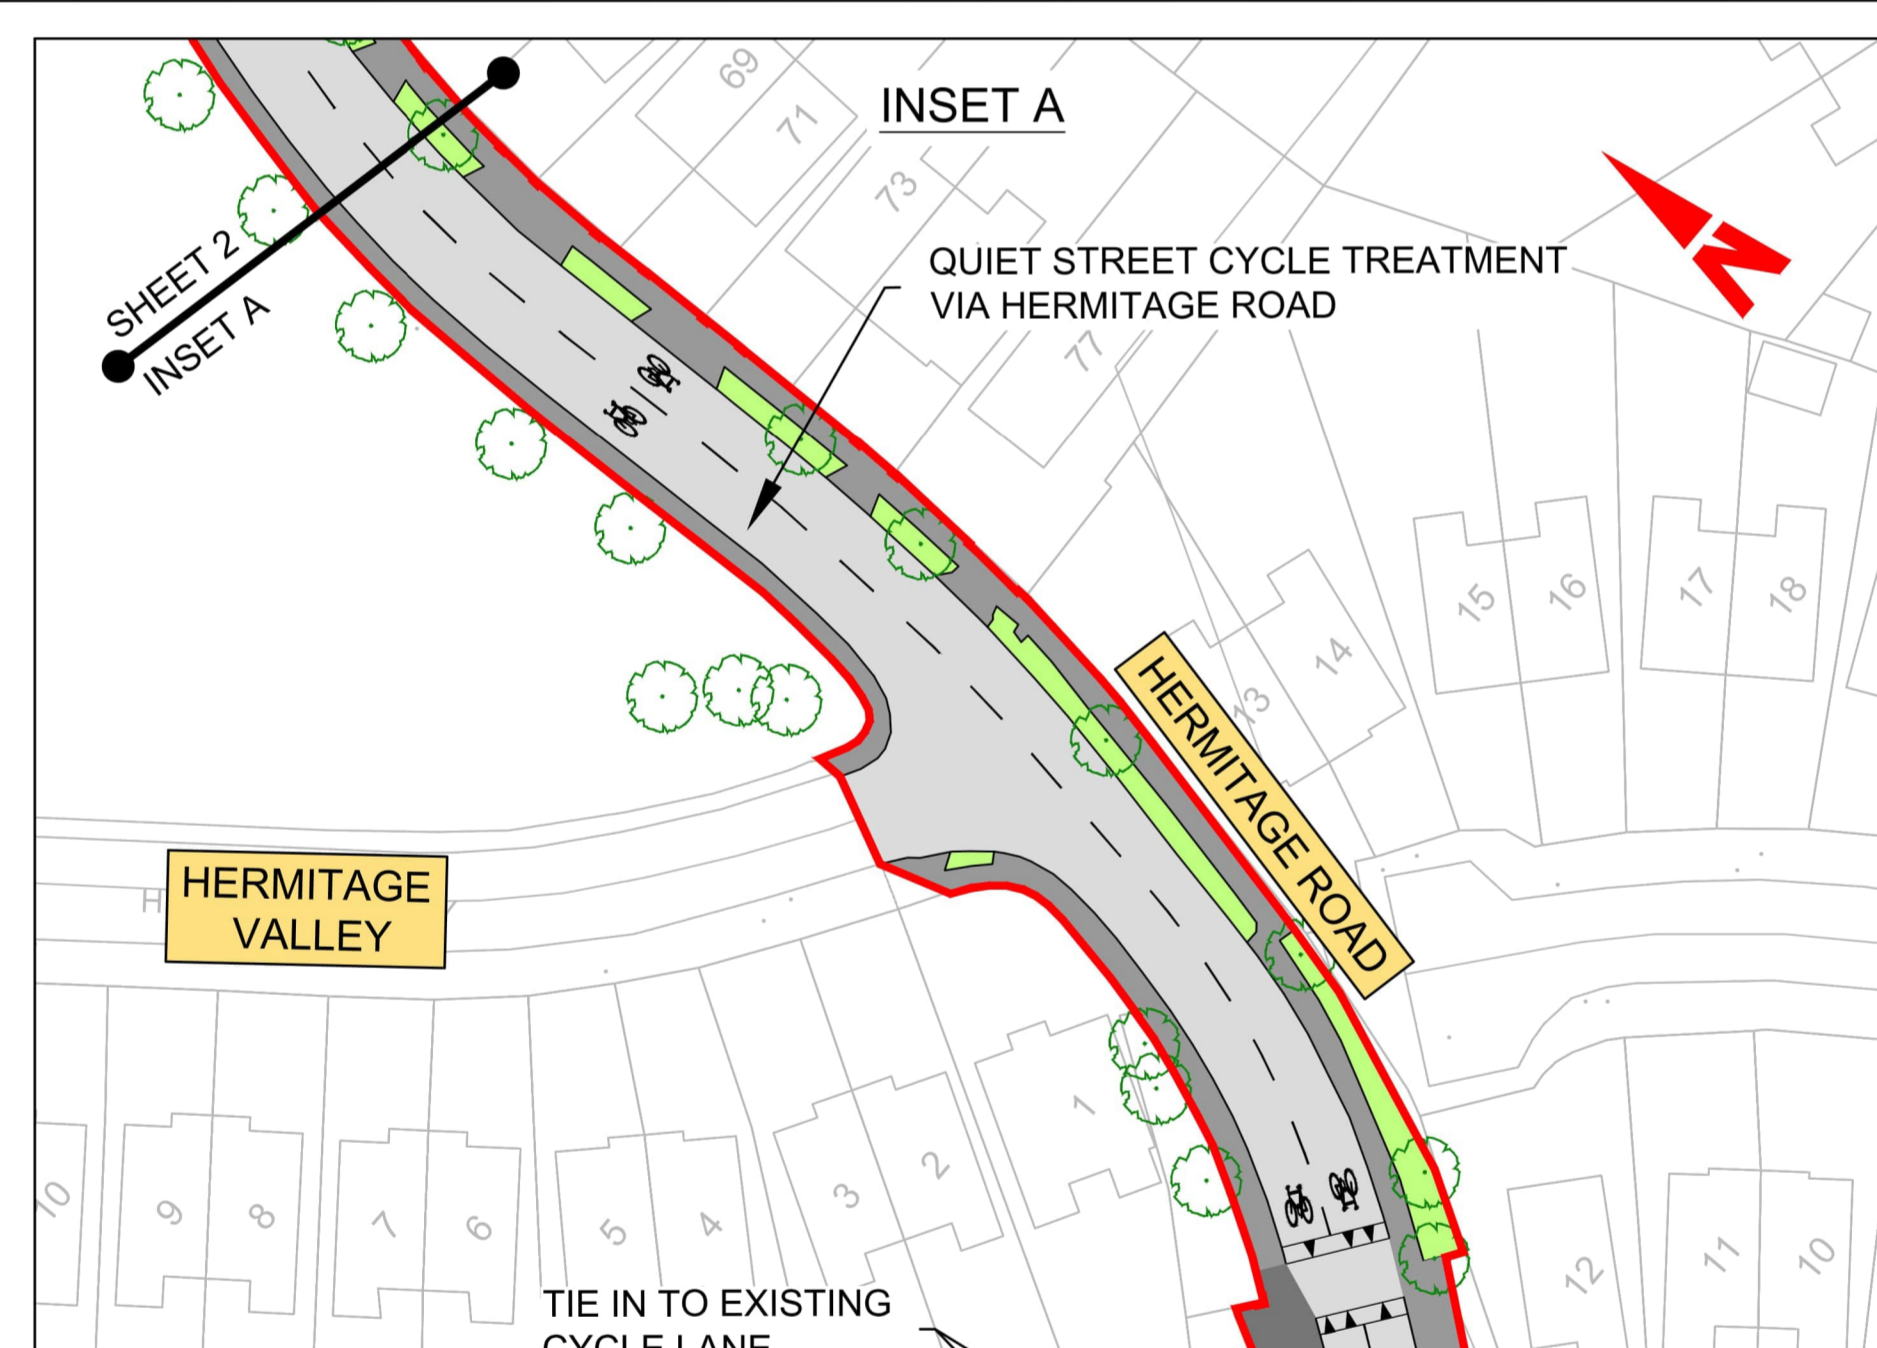 69
71
INSET A
73
QUIET STREET CYCLE TREATMENT
VIA HERMITAGE ROAD
SHEET 2
INSET A
N
77
15
16
17
18
14
13
HERMITAGE ROAD
HERMITAGE
VALLEY
H
1
2
3
10
9
8
7
6
5
4
12
11
10
TIE IN TO EXISTING
CYCLE LANE